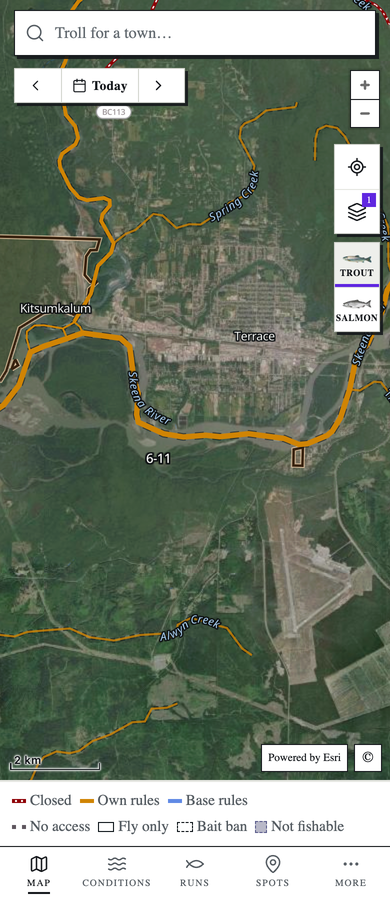 Troll for a town…
Today
BC113
1
Spring Creek
TROUT
SALMON
Kitsumkalum
Terrace
Skeena River
6-11
Alwyn Creek
2 km
Powered by Esri
©
Closed Own rules Base rules
No access Fly only Bait ban Not fishable
MAP CONDITIONS RUNS SPOTS MORE